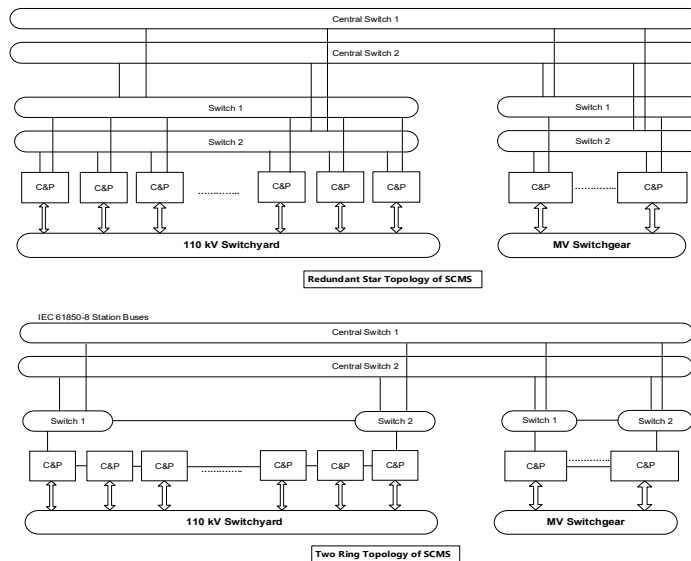 Central Switch 1
Central Switch 2
Switch 1
Switch 1
Switch 2
Switch 2
C&P
C&P
C&P
C&P
C&P
C&P
C&P
C&P
110 kV Switchyard
MV Switchgear
Redundant Star Topology of SCMS
IEC 61850-8 Station Buses
Central Switch 1
Central Switch 2
Switch 1
Switch 2
Switch 1
Switch 2
C&P
C&P
C&P
C&P
C&P
C&P
C&P
C&P
110 kV Switchyard
MV Switchgear
Two Ring Topology of SCMS